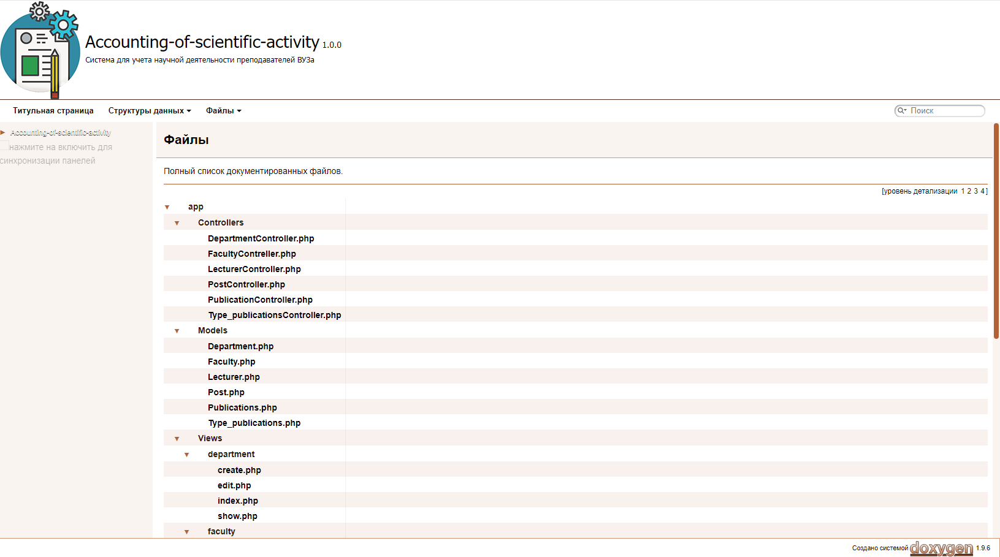 Accounting-of-scientific-activity 1.0.0
Система для учета научной деятельности преподавателей ВУЗа
Титульная страница Структуры данных Файлы Поиск
Accounting-of-scientific-activity
нажмите на включить для
синхронизации панелей
Файлы
Полный список документированных файлов.
[уровень детализации 1 2 3 4]
app
Controllers
DepartmentController.php
FacultyContreller.php
LecturerController.php
PostController.php
PublicationController.php
Type_publicationsController.php
Models
Department.php
Faculty.php
Lecturer.php
Post.php
Publications.php
Type_publications.php
Views
department
create.php
edit.php
index.php
show.php
faculty
Создано системой doxygen 1.9.6